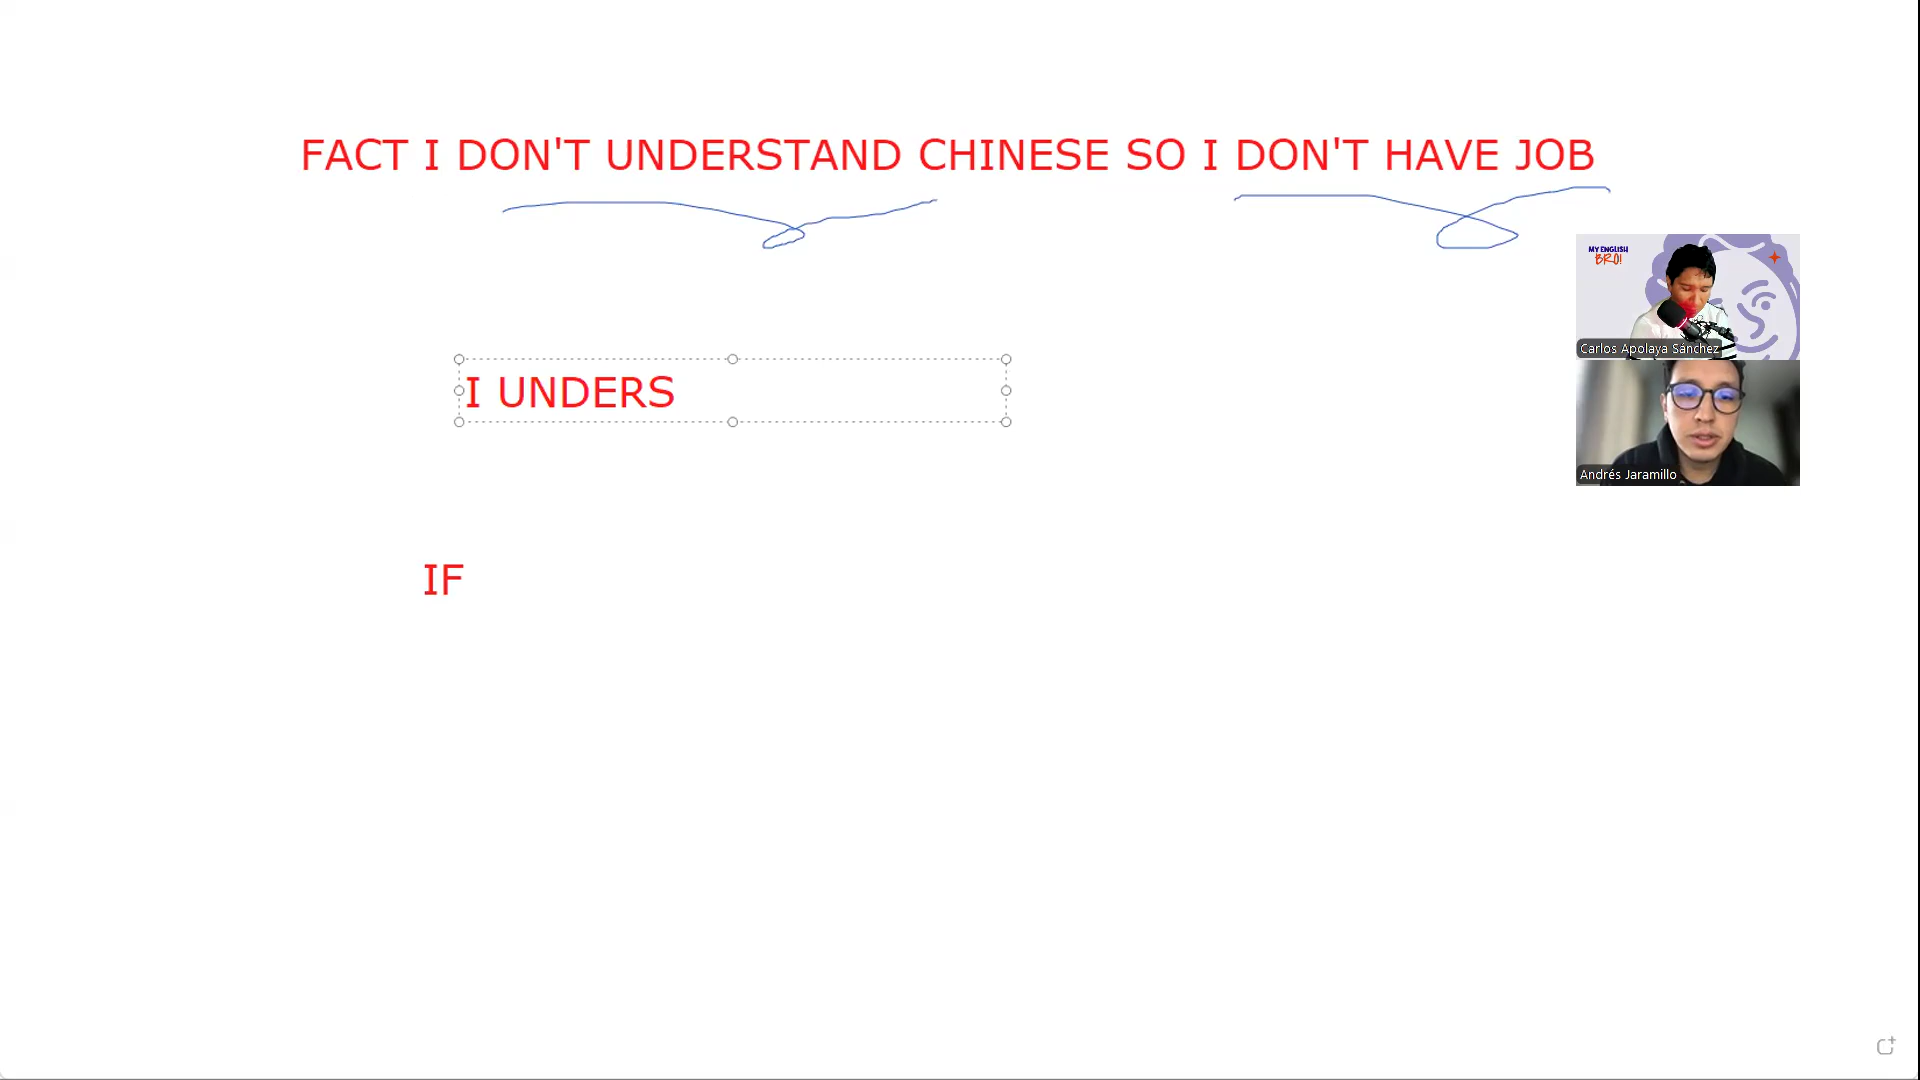 FACT I DON'T UNDERSTAND CHINESE SO I DON'T HAVE JOB
MY ENGLISH
BRO!
Carlos Apolaya Sánchez
I UNDERS
Andrés Jaramillo
IF